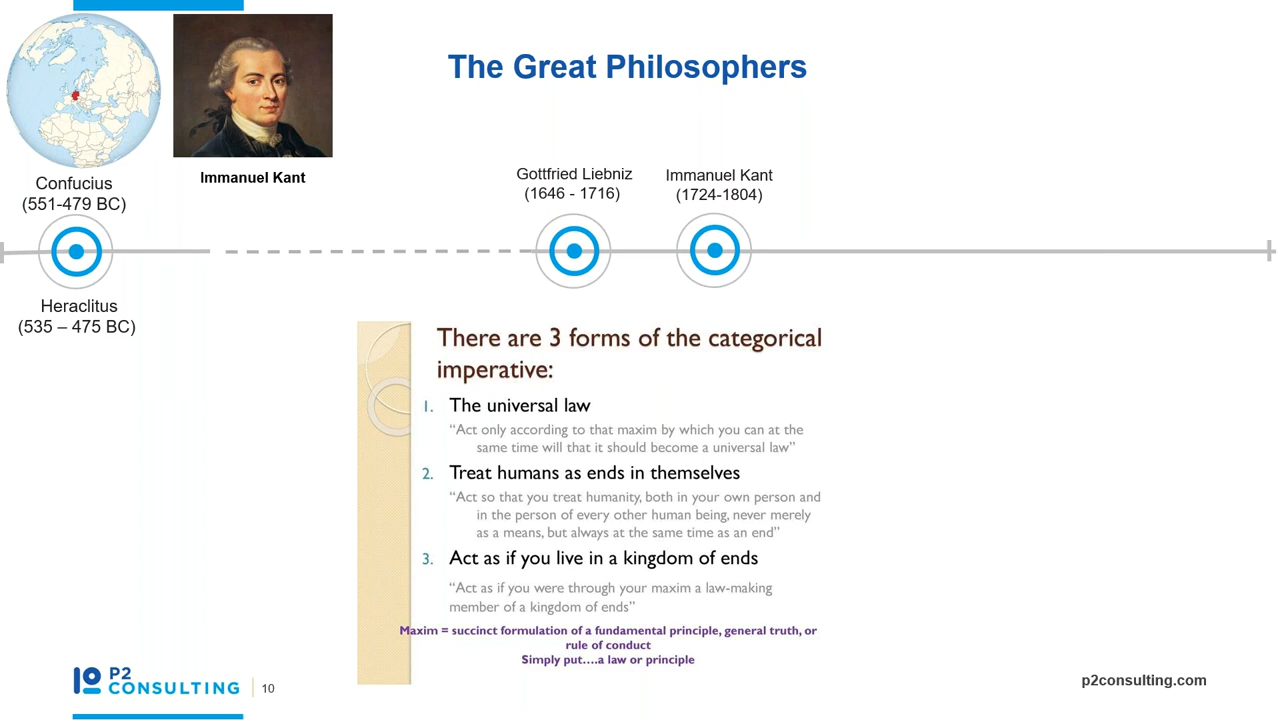 The Great Philosophers
Immanuel Kant
Confucius
(551-479 BC)
Gottfried Liebniz
(1646 - 1716)
Immanuel Kant
(1724-1804)
Heraclitus
(535 – 475 BC)
There are 3 forms of the categorical
imperative:
1. The universal law
“Act only according to that maxim by which you can at the
same time will that it should become a universal law”
2. Treat humans as ends in themselves
“Act so that you treat humanity, both in your own person and
in the person of every other human being, never merely
as a means, but always at the same time as an end”
3. Act as if you live in a kingdom of ends
“Act as if you were through your maxim a law-making
member of a kingdom of ends”
Maxim = succinct formulation of a fundamental principle, general truth, or
rule of conduct
Simply put….a law or principle
P2
CONSULTING
10
p2consulting.com